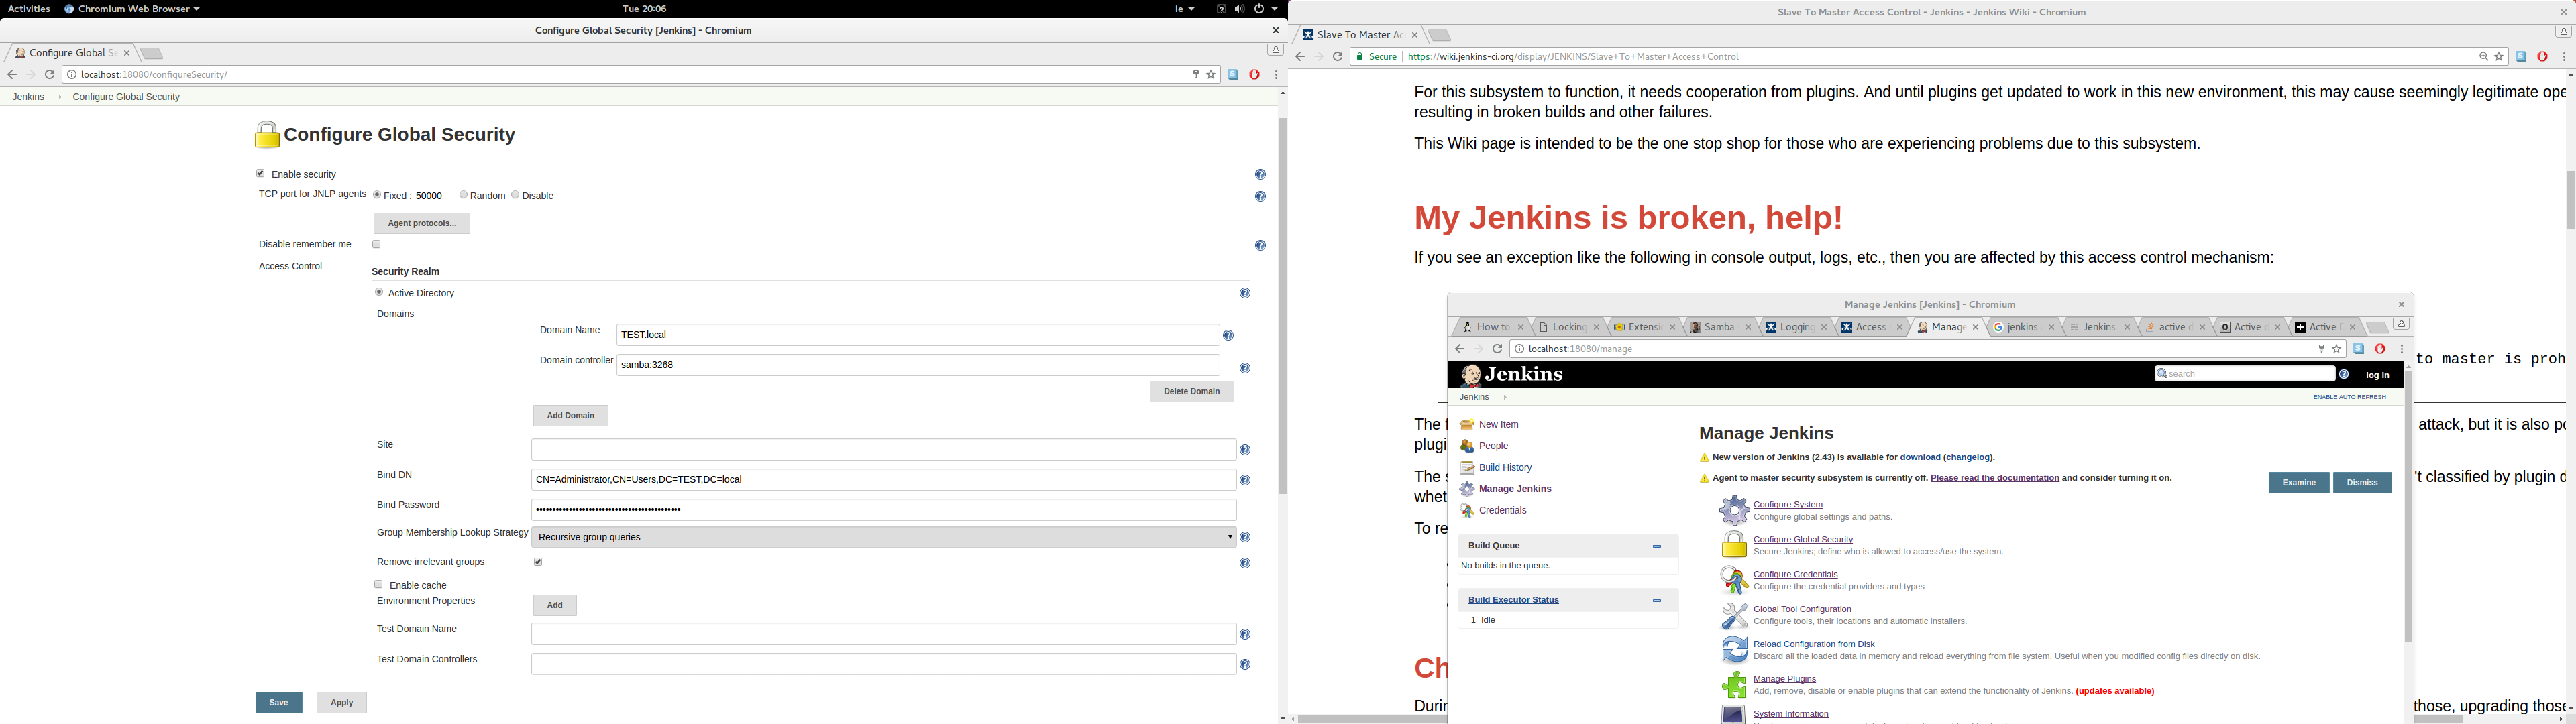 Activities Chromium Web Browser Tue 20:06 ie
Configure Global Security [Jenkins] - Chromium
Configure Global S
localhost:18080/configureSecurity/
Jenkins › Configure Global Security
Configure Global Security
Enable security
TCP port for JNLP agents Fixed : 50000 Random Disable
Agent protocols...
Disable remember me
Access Control
Security Realm
Active Directory
Domains
Domain Name TEST.local
Domain controller samba:3268
Delete Domain
Add Domain
Site
Bind DN CN=Administrator,CN=Users,DC=TEST,DC=local
Bind Password
Group Membership Lookup Strategy Recursive group queries
Remove irrelevant groups
Enable cache
Environment Properties Add
Test Domain Name
Test Domain Controllers
Save Apply
Slave To Master Access Control - Jenkins - Jenkins Wiki - Chromium
Slave To Master Ac
Secure https://wiki.jenkins-ci.org/display/JENKINS/Slave+To+Master+Access+Control
For this subsystem to function, it needs cooperation from plugins. And until plugins get updated to work in this new environment, this may cause seemingly legitimate ope
resulting in broken builds and other failures.
This Wiki page is intended to be the one stop shop for those who are experiencing problems due to this subsystem.
My Jenkins is broken, help!
If you see an exception like the following in console output, logs, etc., then you are affected by this access control mechanism:
to master is proh
The f
attack, but it is also po
plugi
The s
't classified by plugin d
whet
To re
Ch
Durin
those, upgrading those
Manage Jenkins [Jenkins] - Chromium
How to Locking Extensi Samba Logging Access Manage jenkins Jenkins active d Active d Active D
localhost:18080/manage
Jenkins search log in
Jenkins › ENABLE AUTO REFRESH
New Item
People
Build History
Manage Jenkins
Credentials
Build Queue
No builds in the queue.
Build Executor Status
1 Idle
Manage Jenkins
New version of Jenkins (2.43) is available for download (changelog).
Agent to master security subsystem is currently off. Please read the documentation and consider turning it on.
Examine Dismiss
Configure System
Configure global settings and paths.
Configure Global Security
Secure Jenkins; define who is allowed to access/use the system.
Configure Credentials
Configure the credential providers and types
Global Tool Configuration
Configure tools, their locations and automatic installers.
Reload Configuration from Disk
Discard all the loaded data in memory and reload everything from file system. Useful when you modified config files directly on disk.
Manage Plugins
Add, remove, disable or enable plugins that can extend the functionality of Jenkins. (updates available)
System Information